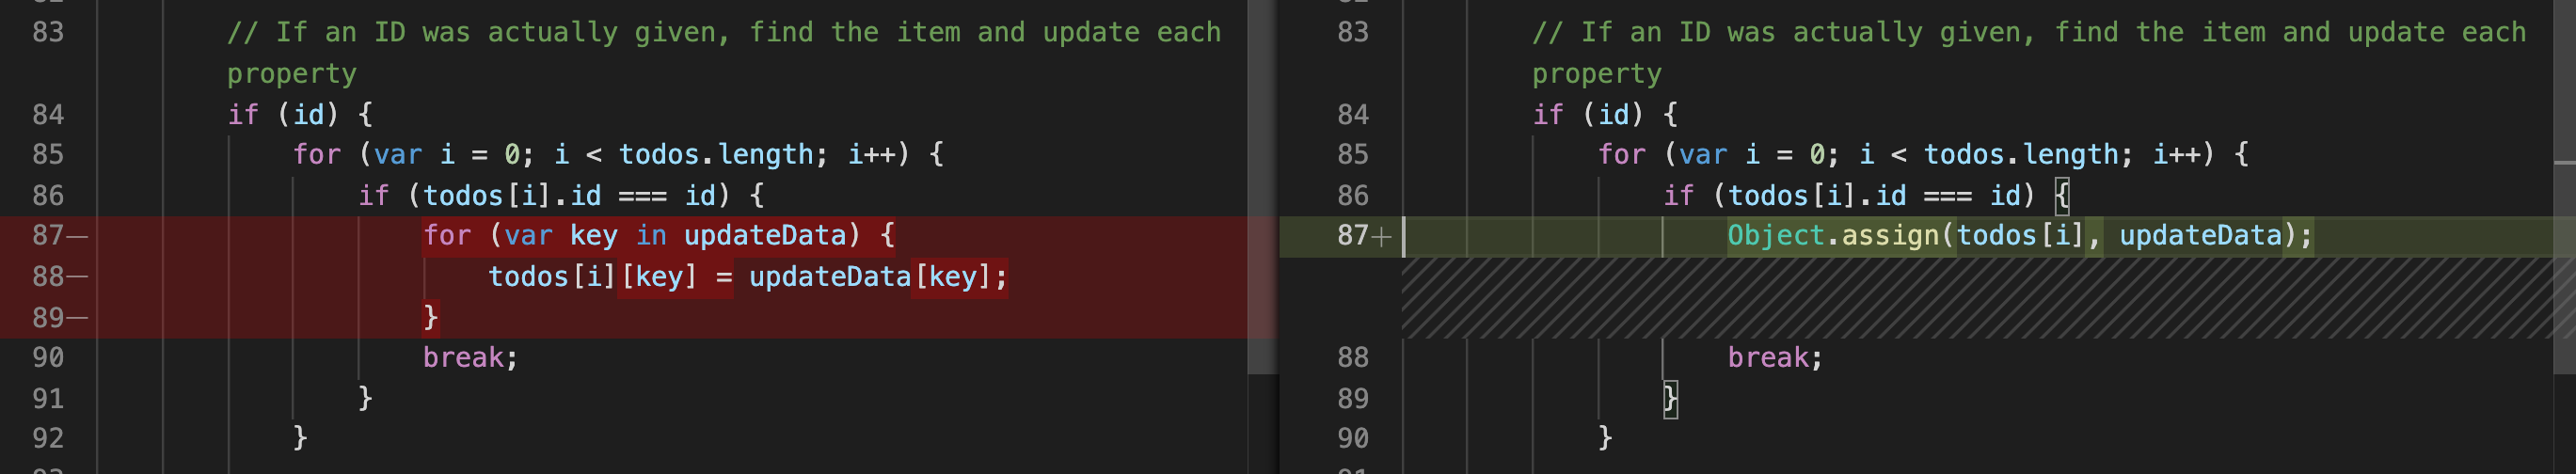 83 // If an ID was actually given, find the item and update each
property
84 if (id) {
85 for (var i = 0; i < todos.length; i++) {
86 if (todos[i].id === id) {
87— for (var key in updateData) {
88— todos[i][key] = updateData[key];
89— }
90 break;
91 }
92 }
83 // If an ID was actually given, find the item and update each
property
84 if (id) {
85 for (var i = 0; i < todos.length; i++) {
86 if (todos[i].id === id) {
87+ Object.assign(todos[i], updateData);
88 break;
89 }
90 }